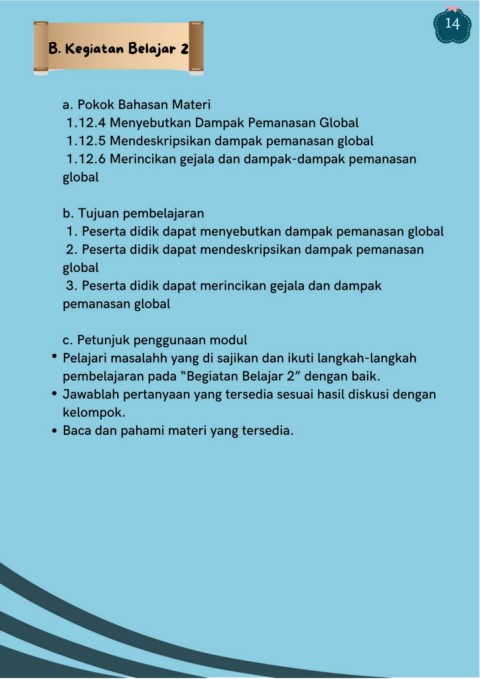 14
B. Kegiatan Belajar 2
a. Pokok Bahasan Materi
1.12.4 Menyebutkan Dampak Pemanasan Global
1.12.5 Mendeskripsikan dampak pemanasan global
1.12.6 Merincikan gejala dan dampak-dampak pemanasan
global
b. Tujuan pembelajaran
1. Peserta didik dapat menyebutkan dampak pemanasan global
2. Peserta didik dapat mendeskripsikan dampak pemanasan
global
3. Peserta didik dapat merincikan gejala dan dampak
pemanasan global
c. Petunjuk penggunaan modul
• Pelajari masalahh yang di sajikan dan ikuti langkah-langkah
pembelajaran pada “Begiatan Belajar 2” dengan baik.
• Jawablah pertanyaan yang tersedia sesuai hasil diskusi dengan
kelompok.
• Baca dan pahami materi yang tersedia.